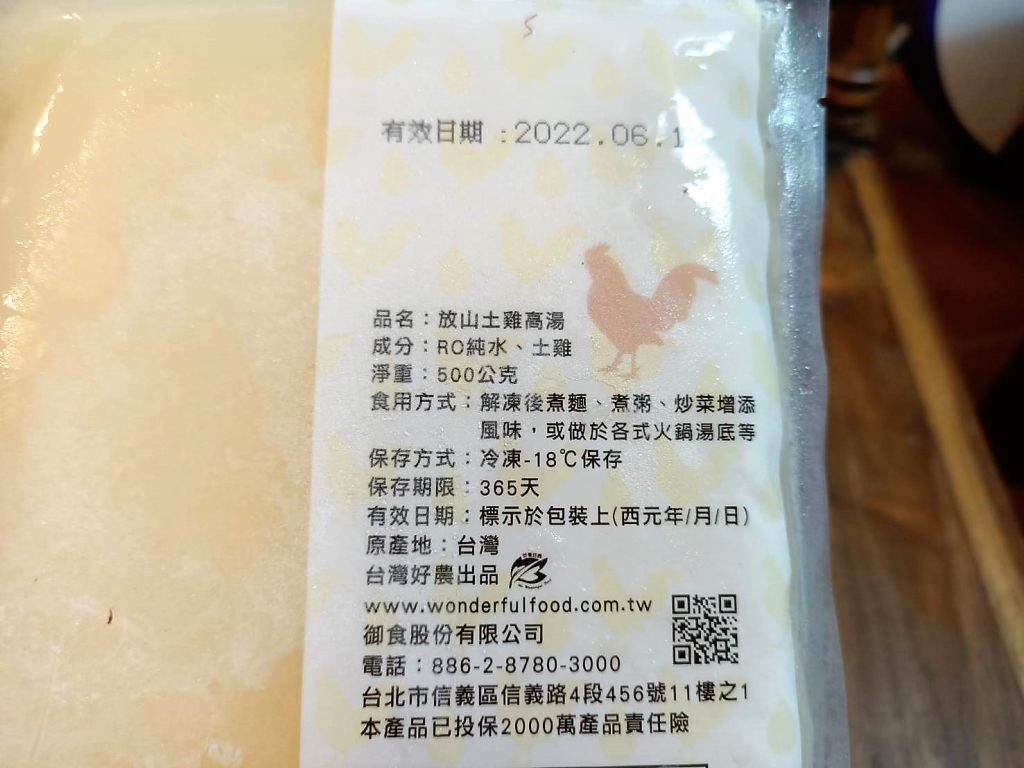 有效日期 :2022.06.1
品名：放山土雞高湯
成分：RO純水、土雞
淨重：500公克
食用方式：解凍後煮麵、煮粥、炒菜增添
風味，或做於各式火鍋湯底等
保存方式：冷凍-18℃保存
保存期限：365天
有效日期：標示於包裝上(西元年/月/日)
原產地：台灣
台灣好農出品
www.wonderfulfood.com.tw
御食股份有限公司
電話：886-2-8780-3000
台北市信義區信義路4段456號11樓之1
本產品已投保2000萬產品責任險